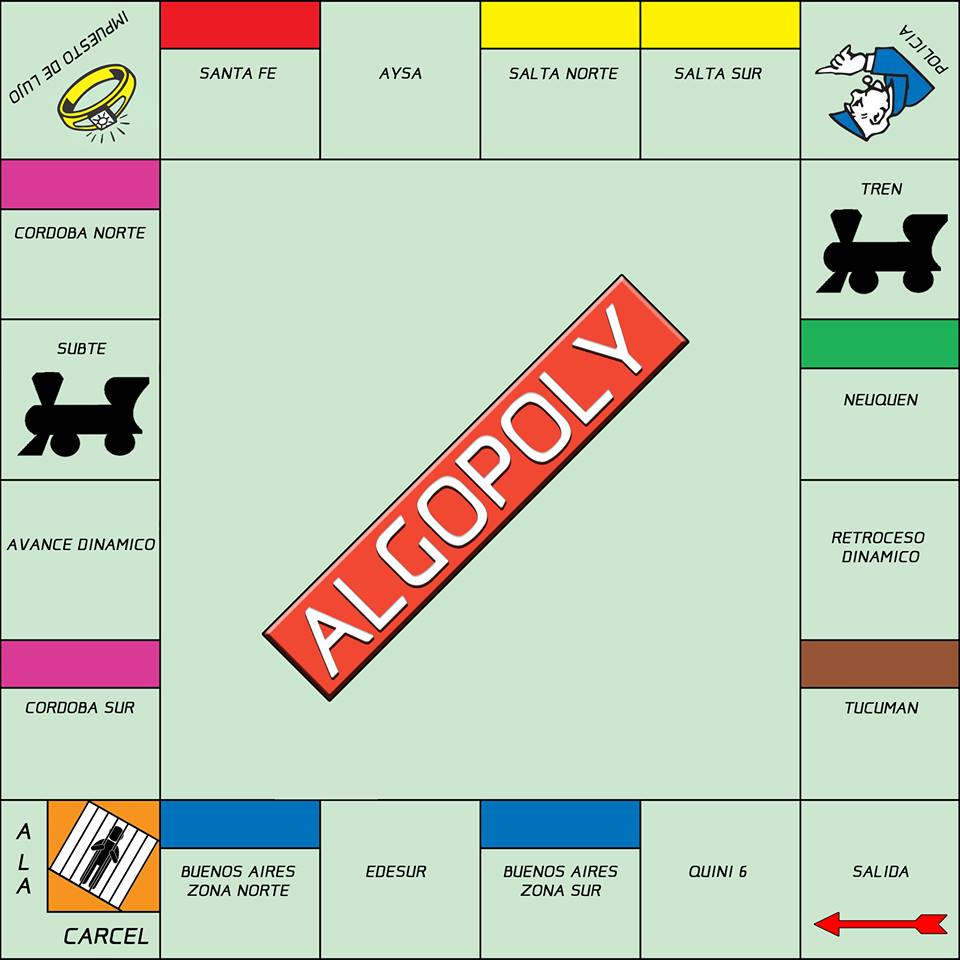 IMPUESTO DE LUJO
SANTA FE
AYSA
SALTA NORTE
SALTA SUR
POLICIA
CORDOBA NORTE
TREN
SUBTE
NEUQUEN
AVANCE DINAMICO
RETROCESO
DINAMICO
ALGOPOLY
CORDOBA SUR
TUCUMAN
A
L
A
CARCEL
BUENOS AIRES
ZONA NORTE
EDESUR
BUENOS AIRES
ZONA SUR
QUINI 6
SALIDA